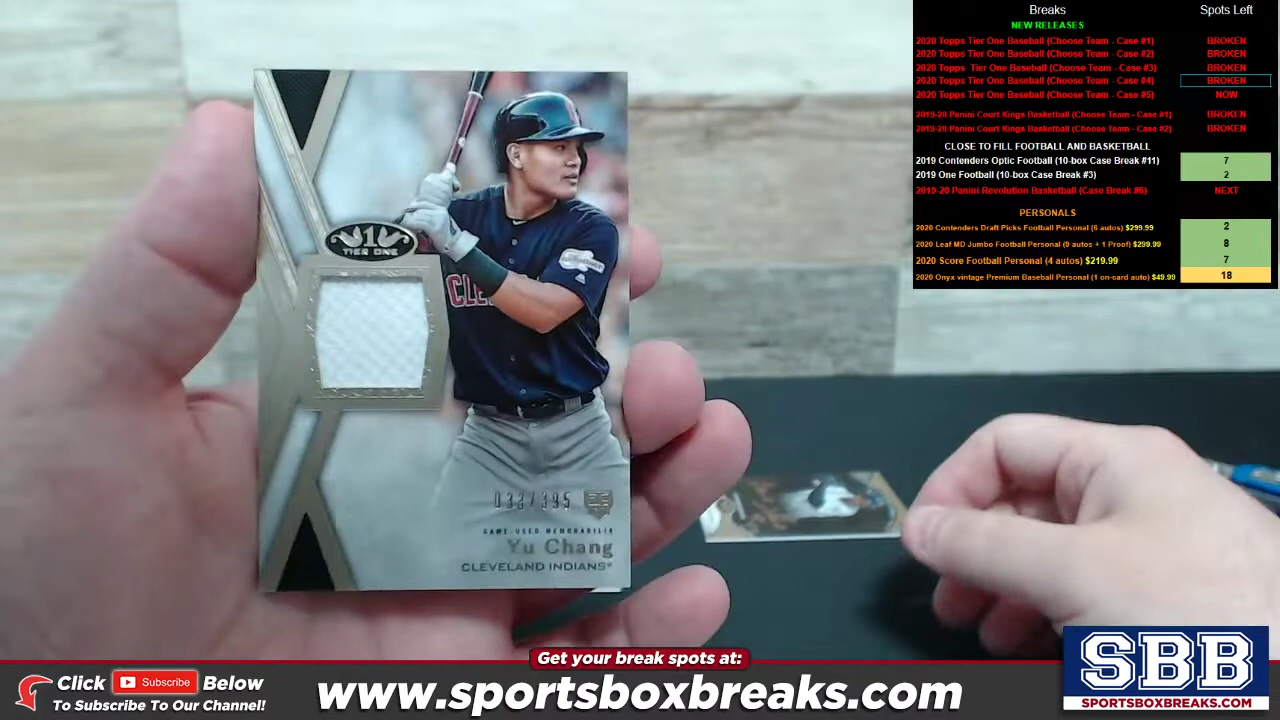 Breaks Spots Left
NEW RELEASES
2020 Topps Tier One Baseball (Choose Team - Case #1) BROKEN
2020 Topps Tier One Baseball (Choose Team - Case #2) BROKEN
2020 Topps Tier One Baseball (Choose Team - Case #3) BROKEN
2020 Topps Tier One Baseball (Choose Team - Case #4) BROKEN
2020 Topps Tier One Baseball (Choose Team - Case #5) NOW
2019-20 Panini Court Kings Basketball (Choose Team - Case #1) BROKEN
2019-20 Panini Court Kings Basketball (Choose Team - Case #2) BROKEN
CLOSE TO FILL FOOTBALL AND BASKETBALL
2019 Contenders Optic Football (10-box Case Break #11) 7
2019 One Football (10-box Case Break #3) 2
2019-20 Panini Revolution Basketball (Case Break #6) NEXT
PERSONALS
2020 Contenders Draft Picks Football Personal (6 autos) $299.99 2
2020 Leaf MD Jumbo Football Personal (9 autos + 1 Proof) $299.99 8
2020 Score Football Personal (4 autos) $219.99 7
2020 Onyx vintage Premium Baseball Personal (1 on-card auto) $49.99 18
1
TIER ONE
CLE
033/395
GAME-USED MEMORABILIA
Yu Chang
CLEVELAND INDIANS®
Get your break spots at:
Click Subscribe Below
To Subscribe To Our Channel!
www.sportsboxbreaks.com
SBB
SPORTSBOXBREAKS.COM